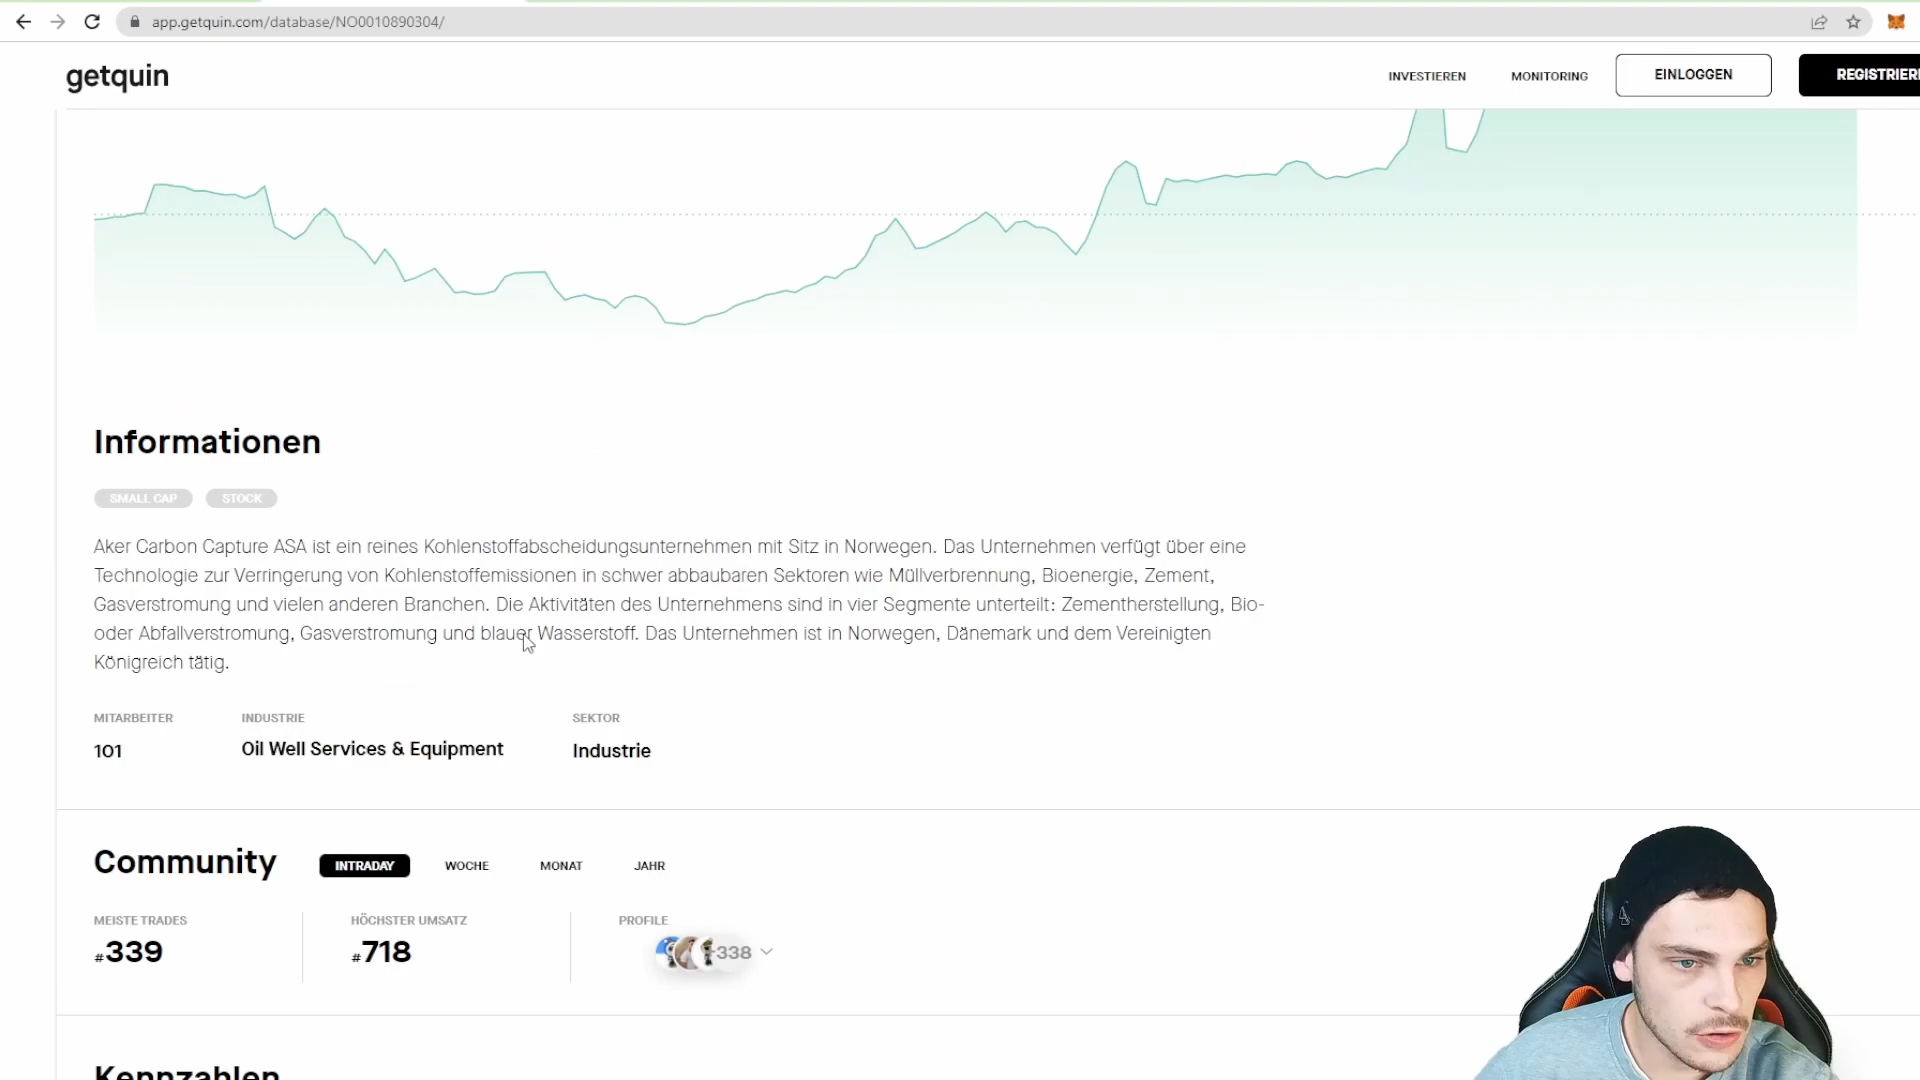 app.getquin.com/database/NO0010890304/
getquin
INVESTIEREN
MONITORING
EINLOGGEN
REGISTRIER
Informationen
SMALL CAP
STOCK
Aker Carbon Capture ASA ist ein reines Kohlenstoffabscheidungsunternehmen mit Sitz in Norwegen. Das Unternehmen verfügt über eine
Technologie zur Verringerung von Kohlenstoffemissionen in schwer abbaubaren Sektoren wie Müllverbrennung, Bioenergie, Zement,
Gasverstromung und vielen anderen Branchen. Die Aktivitäten des Unternehmens sind in vier Segmente unterteilt: Zementherstellung, Bio-
oder Abfallverstromung, Gasverstromung und blauer Wasserstoff. Das Unternehmen ist in Norwegen, Dänemark und dem Vereinigten
Königreich tätig.
MITARBEITER
INDUSTRIE
SEKTOR
101
Oil Well Services & Equipment
Industrie
Community
INTRADAY
WOCHE
MONAT
JAHR
MEISTE TRADES
HÖCHSTER UMSATZ
PROFILE
#339
#718
+338
Kennzahlen